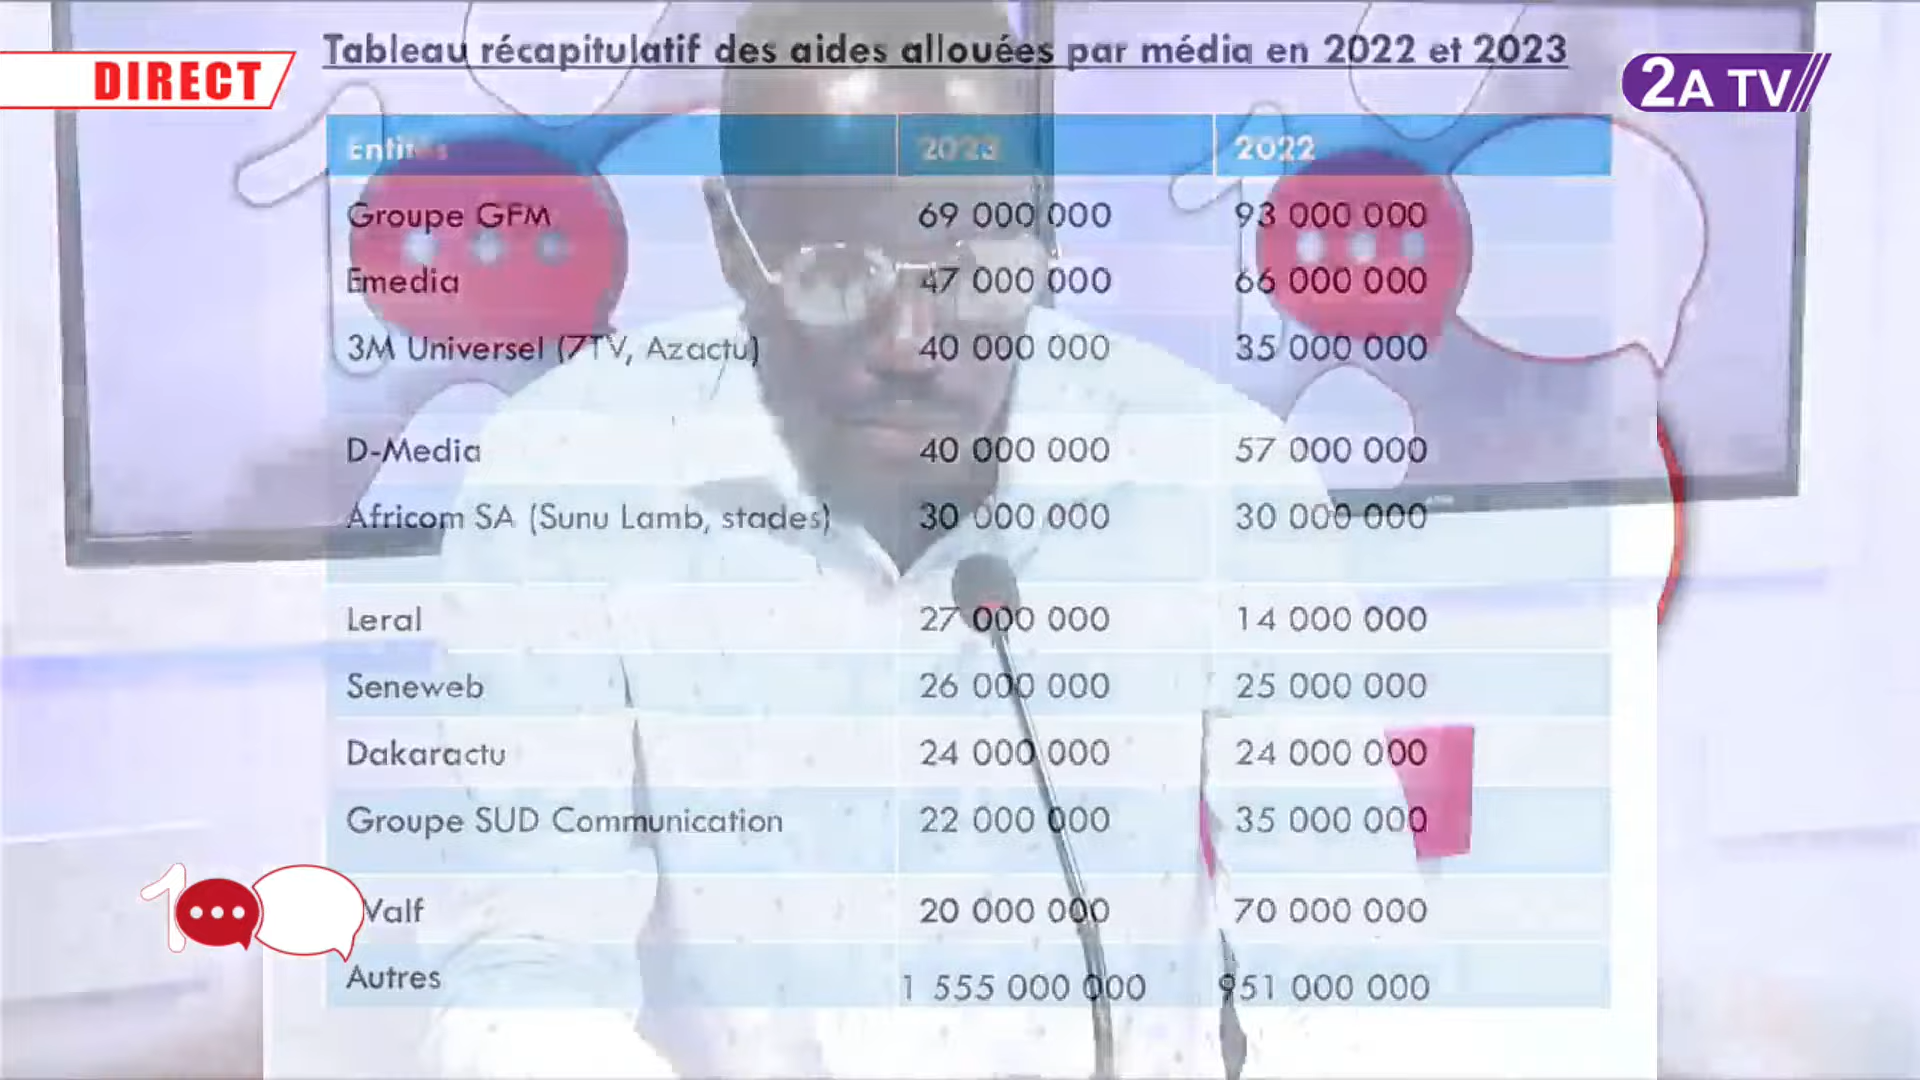 Tableau récapitulatif des aides allouées par média en 2022 et 2023
DIRECT
2A TV
Entités 2023 2022
Groupe GFM 69 000 000 93 000 000
Emedia 47 000 000 66 000 000
3M Universel (7TV, Azactu) 40 000 000 35 000 000
D-Media 40 000 000 57 000 000
Africom SA (Sunu Lamb, stades) 30 000 000 30 000 000
Leral 27 000 000 14 000 000
Seneweb 26 000 000 25 000 000
Dakaractu 24 000 000 24 000 000
Groupe SUD Communication 22 000 000 35 000 000
Walf 20 000 000 70 000 000
Autres 1 555 000 000 951 000 000